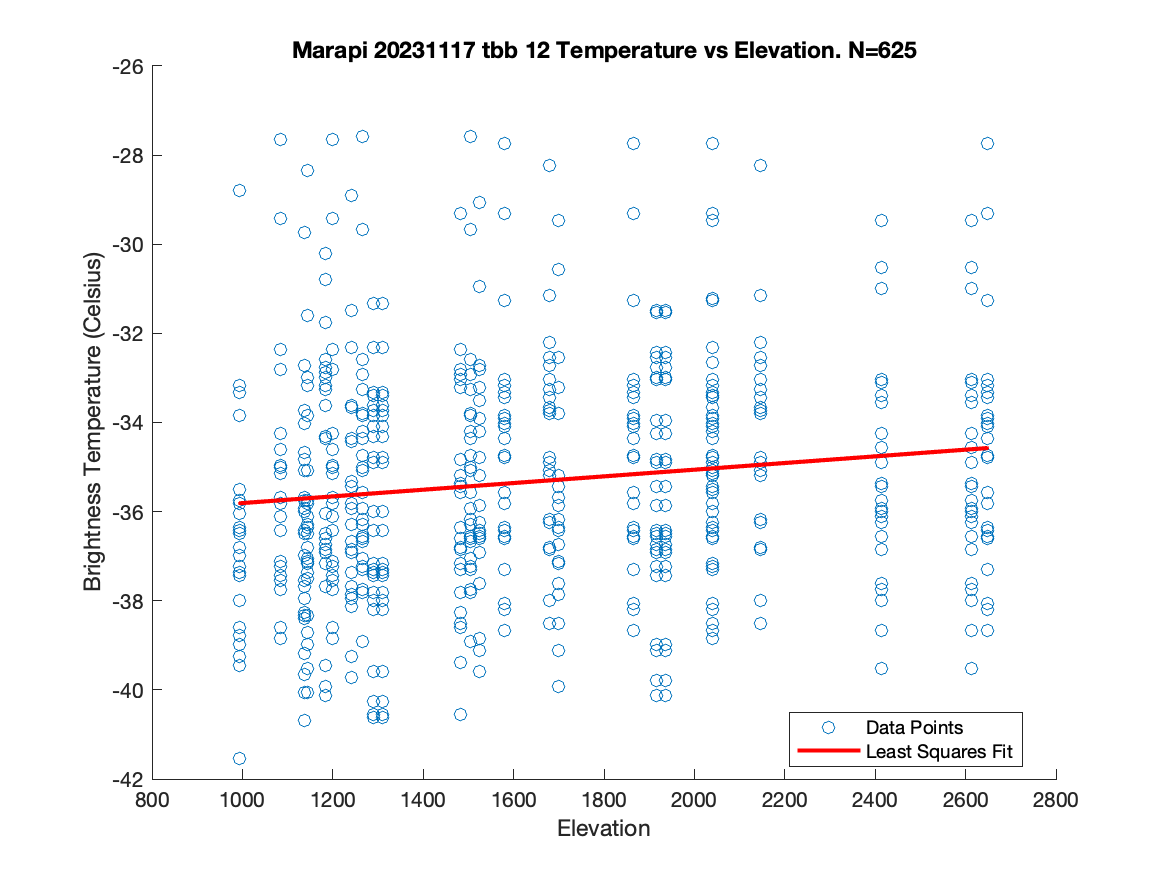 Marapi 20231117 tbb 12 Temperature vs Elevation. N=625
-26
-28
-30
-32
-34
-36
-38
-40
-42
Brightness Temperature (Celsius)
Data Points
Least Squares Fit
800 1000 1200 1400 1600 1800 2000 2200 2400 2600 2800
Elevation